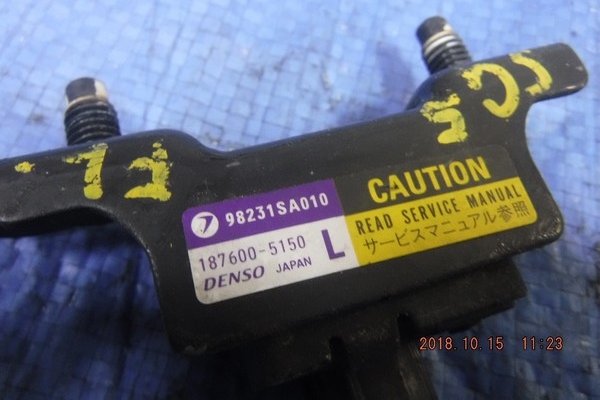 98231SA010
187600-5150
DENSO JAPAN
L
CAUTION
READ SERVICE MANUAL
サービスマニュアル参照
2018.10.15 11:23